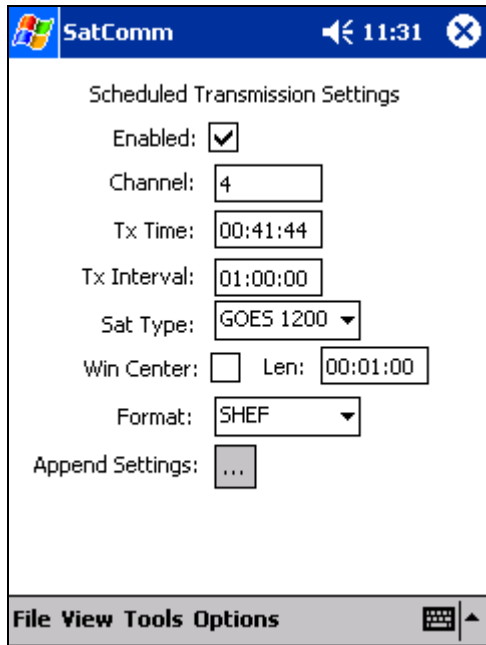 SatComm 11:31
Scheduled Transmission Settings
Enabled:
Channel: 4
Tx Time: 00:41:44
Tx Interval: 01:00:00
Sat Type: GOES 1200
Win Center: Len: 00:01:00
Format: SHEF
Append Settings: ...
File View Tools Options